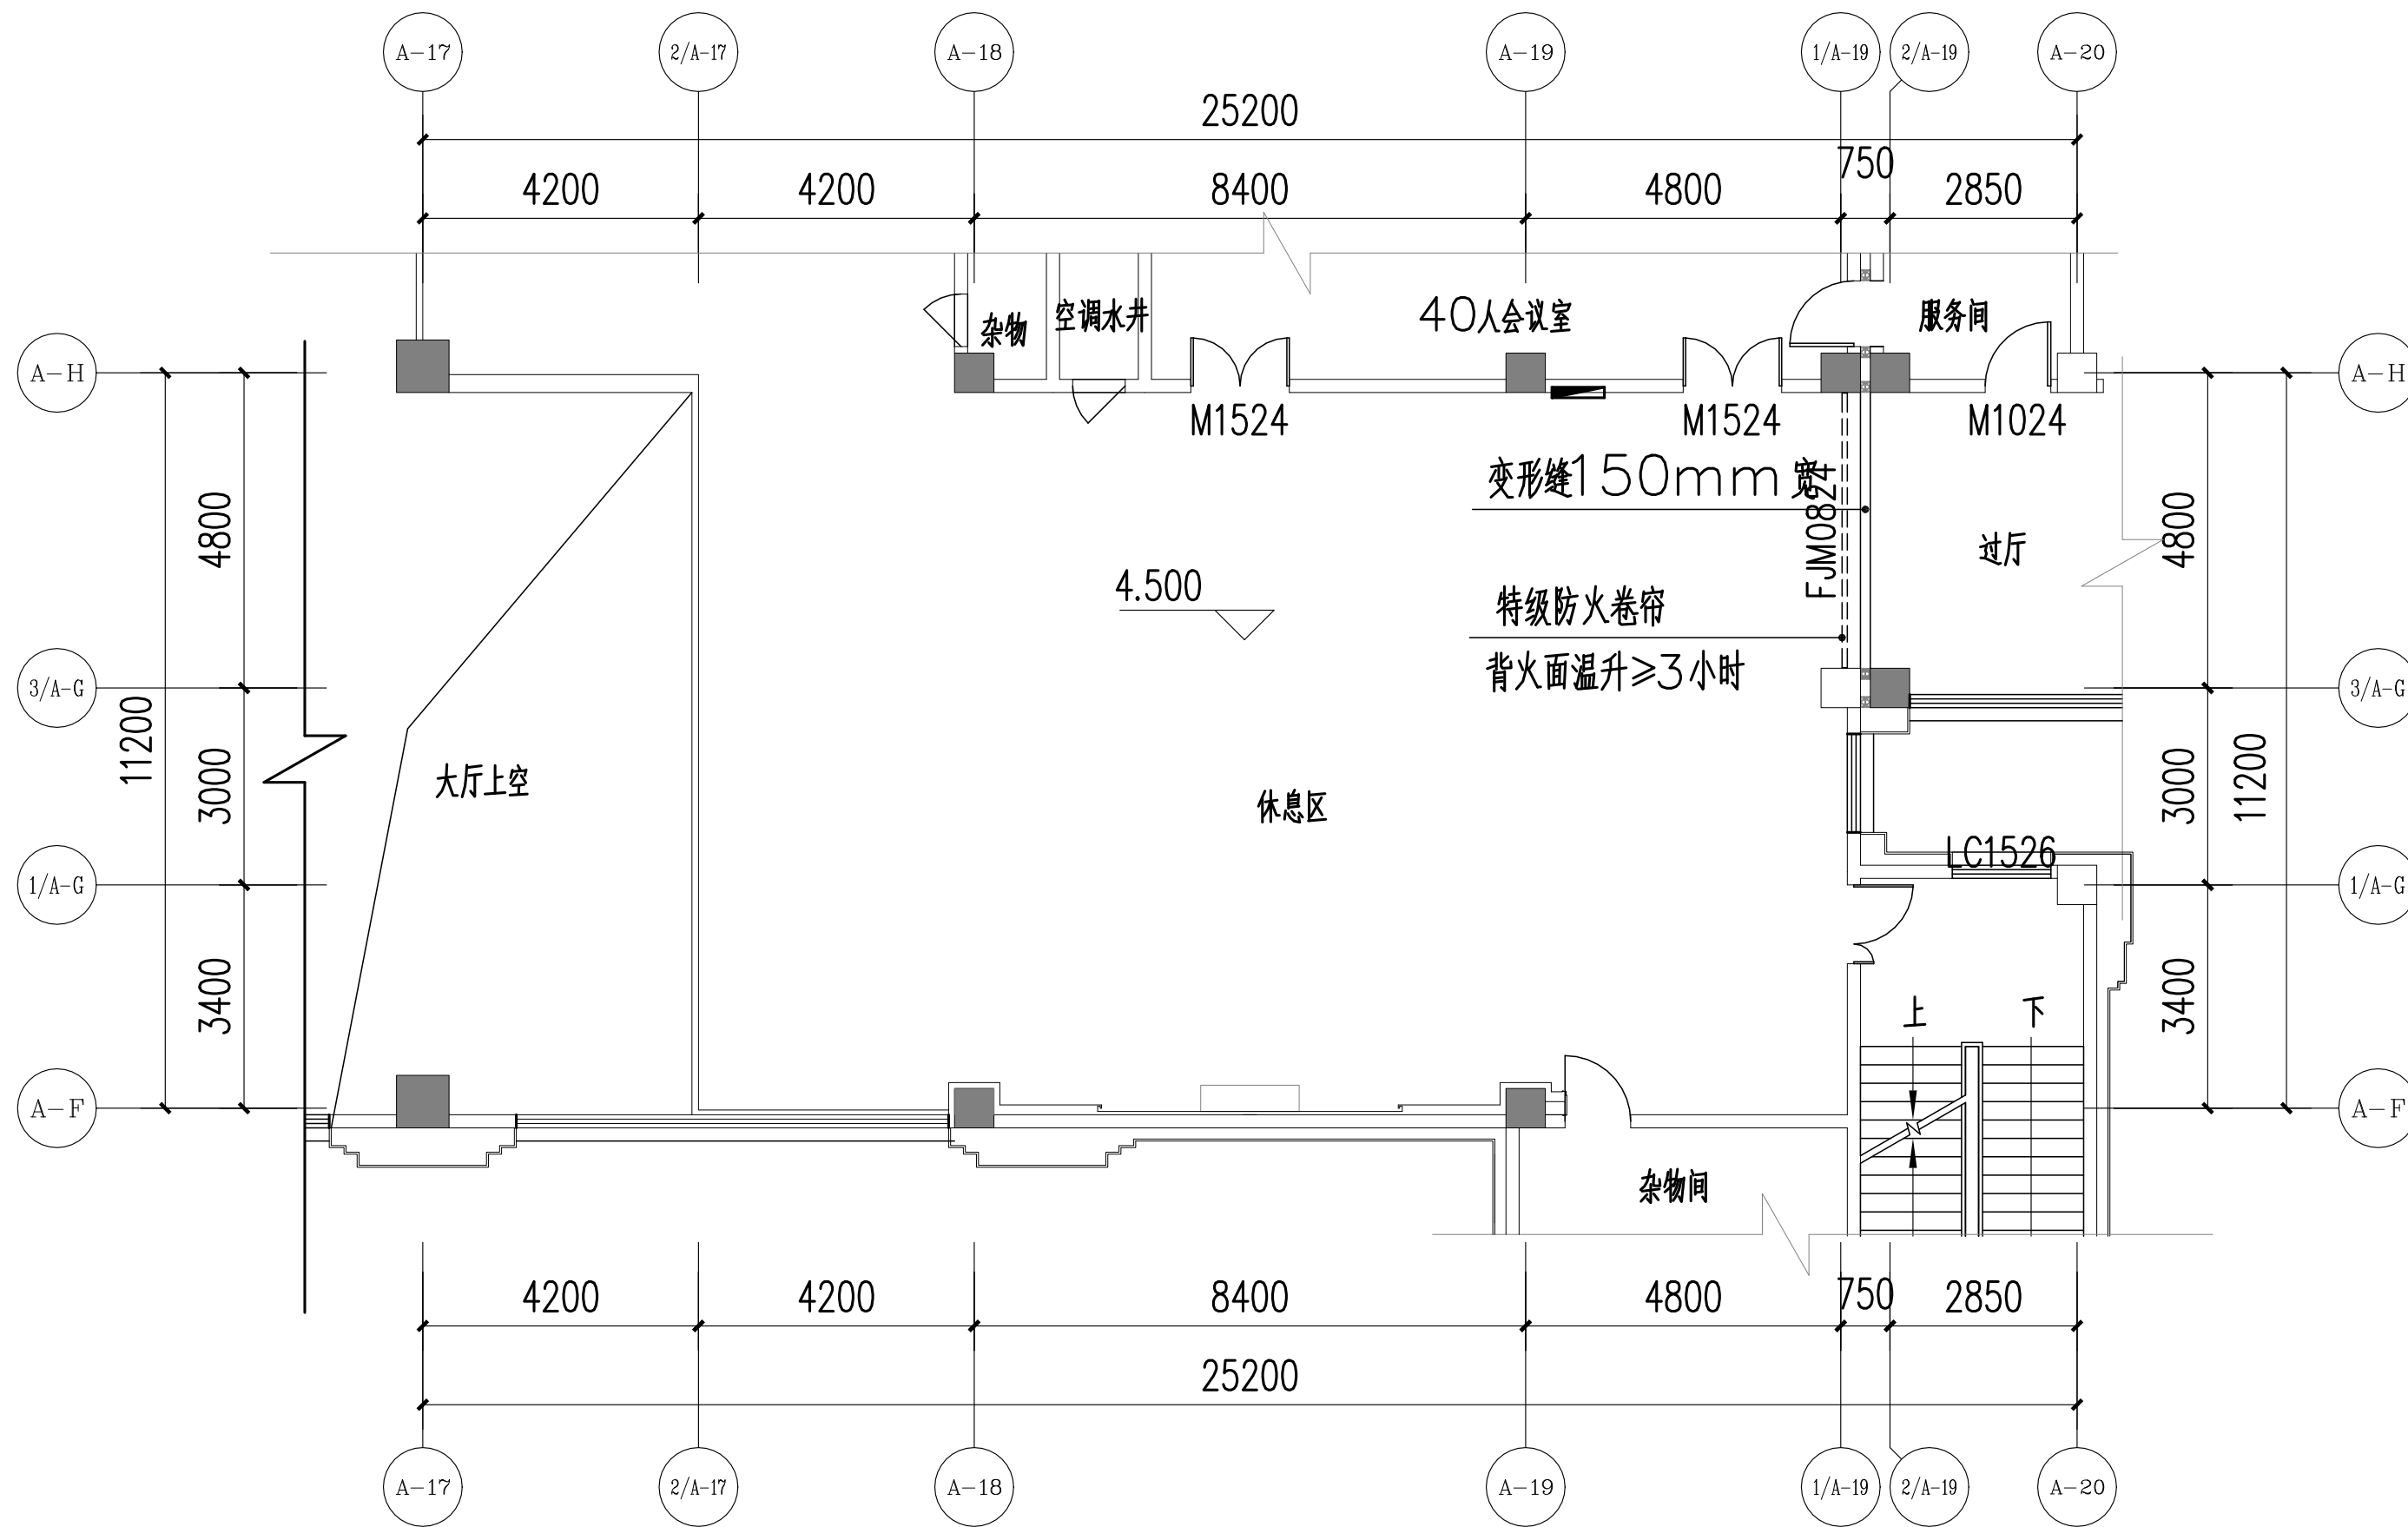 A-17
2/A-17
A-18
A-19
1/A-19
2/A-19
A-20
25200
750
4200
4200
8400
4800
2850
杂物
空调水井
40人会议室
服务间
A-H
A-H
M1524
M1524
M1024
变形缝150mm宽
FJM0824
4800
4800
过厅
4.500
特级防火卷帘
背火面温升≥3小时
3/A-G
3/A-G
11200
11200
3000
3000
大厅上空
休息区
LC1526
1/A-G
1/A-G
3400
3400
上
下
A-F
A-F
杂物间
4200
4200
8400
4800
750
2850
25200
A-17
2/A-17
A-18
A-19
1/A-19
2/A-19
A-20